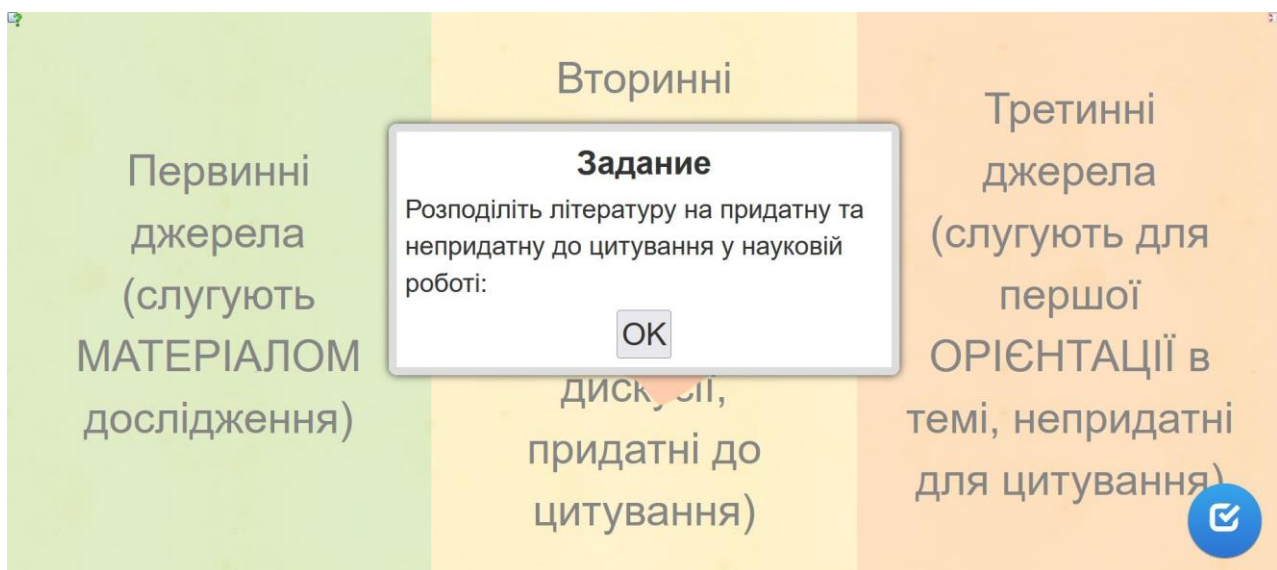 Первинні
джерела
(слугують
МАТЕРІАЛОМ
дослідження)
Вторинні
Задание
Розподіліть літературу на придатну та
непридатну до цитування у науковій
роботі:
OK
дискусії,
придатні до
цитування)
Третинні
джерела
(слугують для
першої
ОРІЄНТАЦІЇ в
темі, непридатні
для цитування)